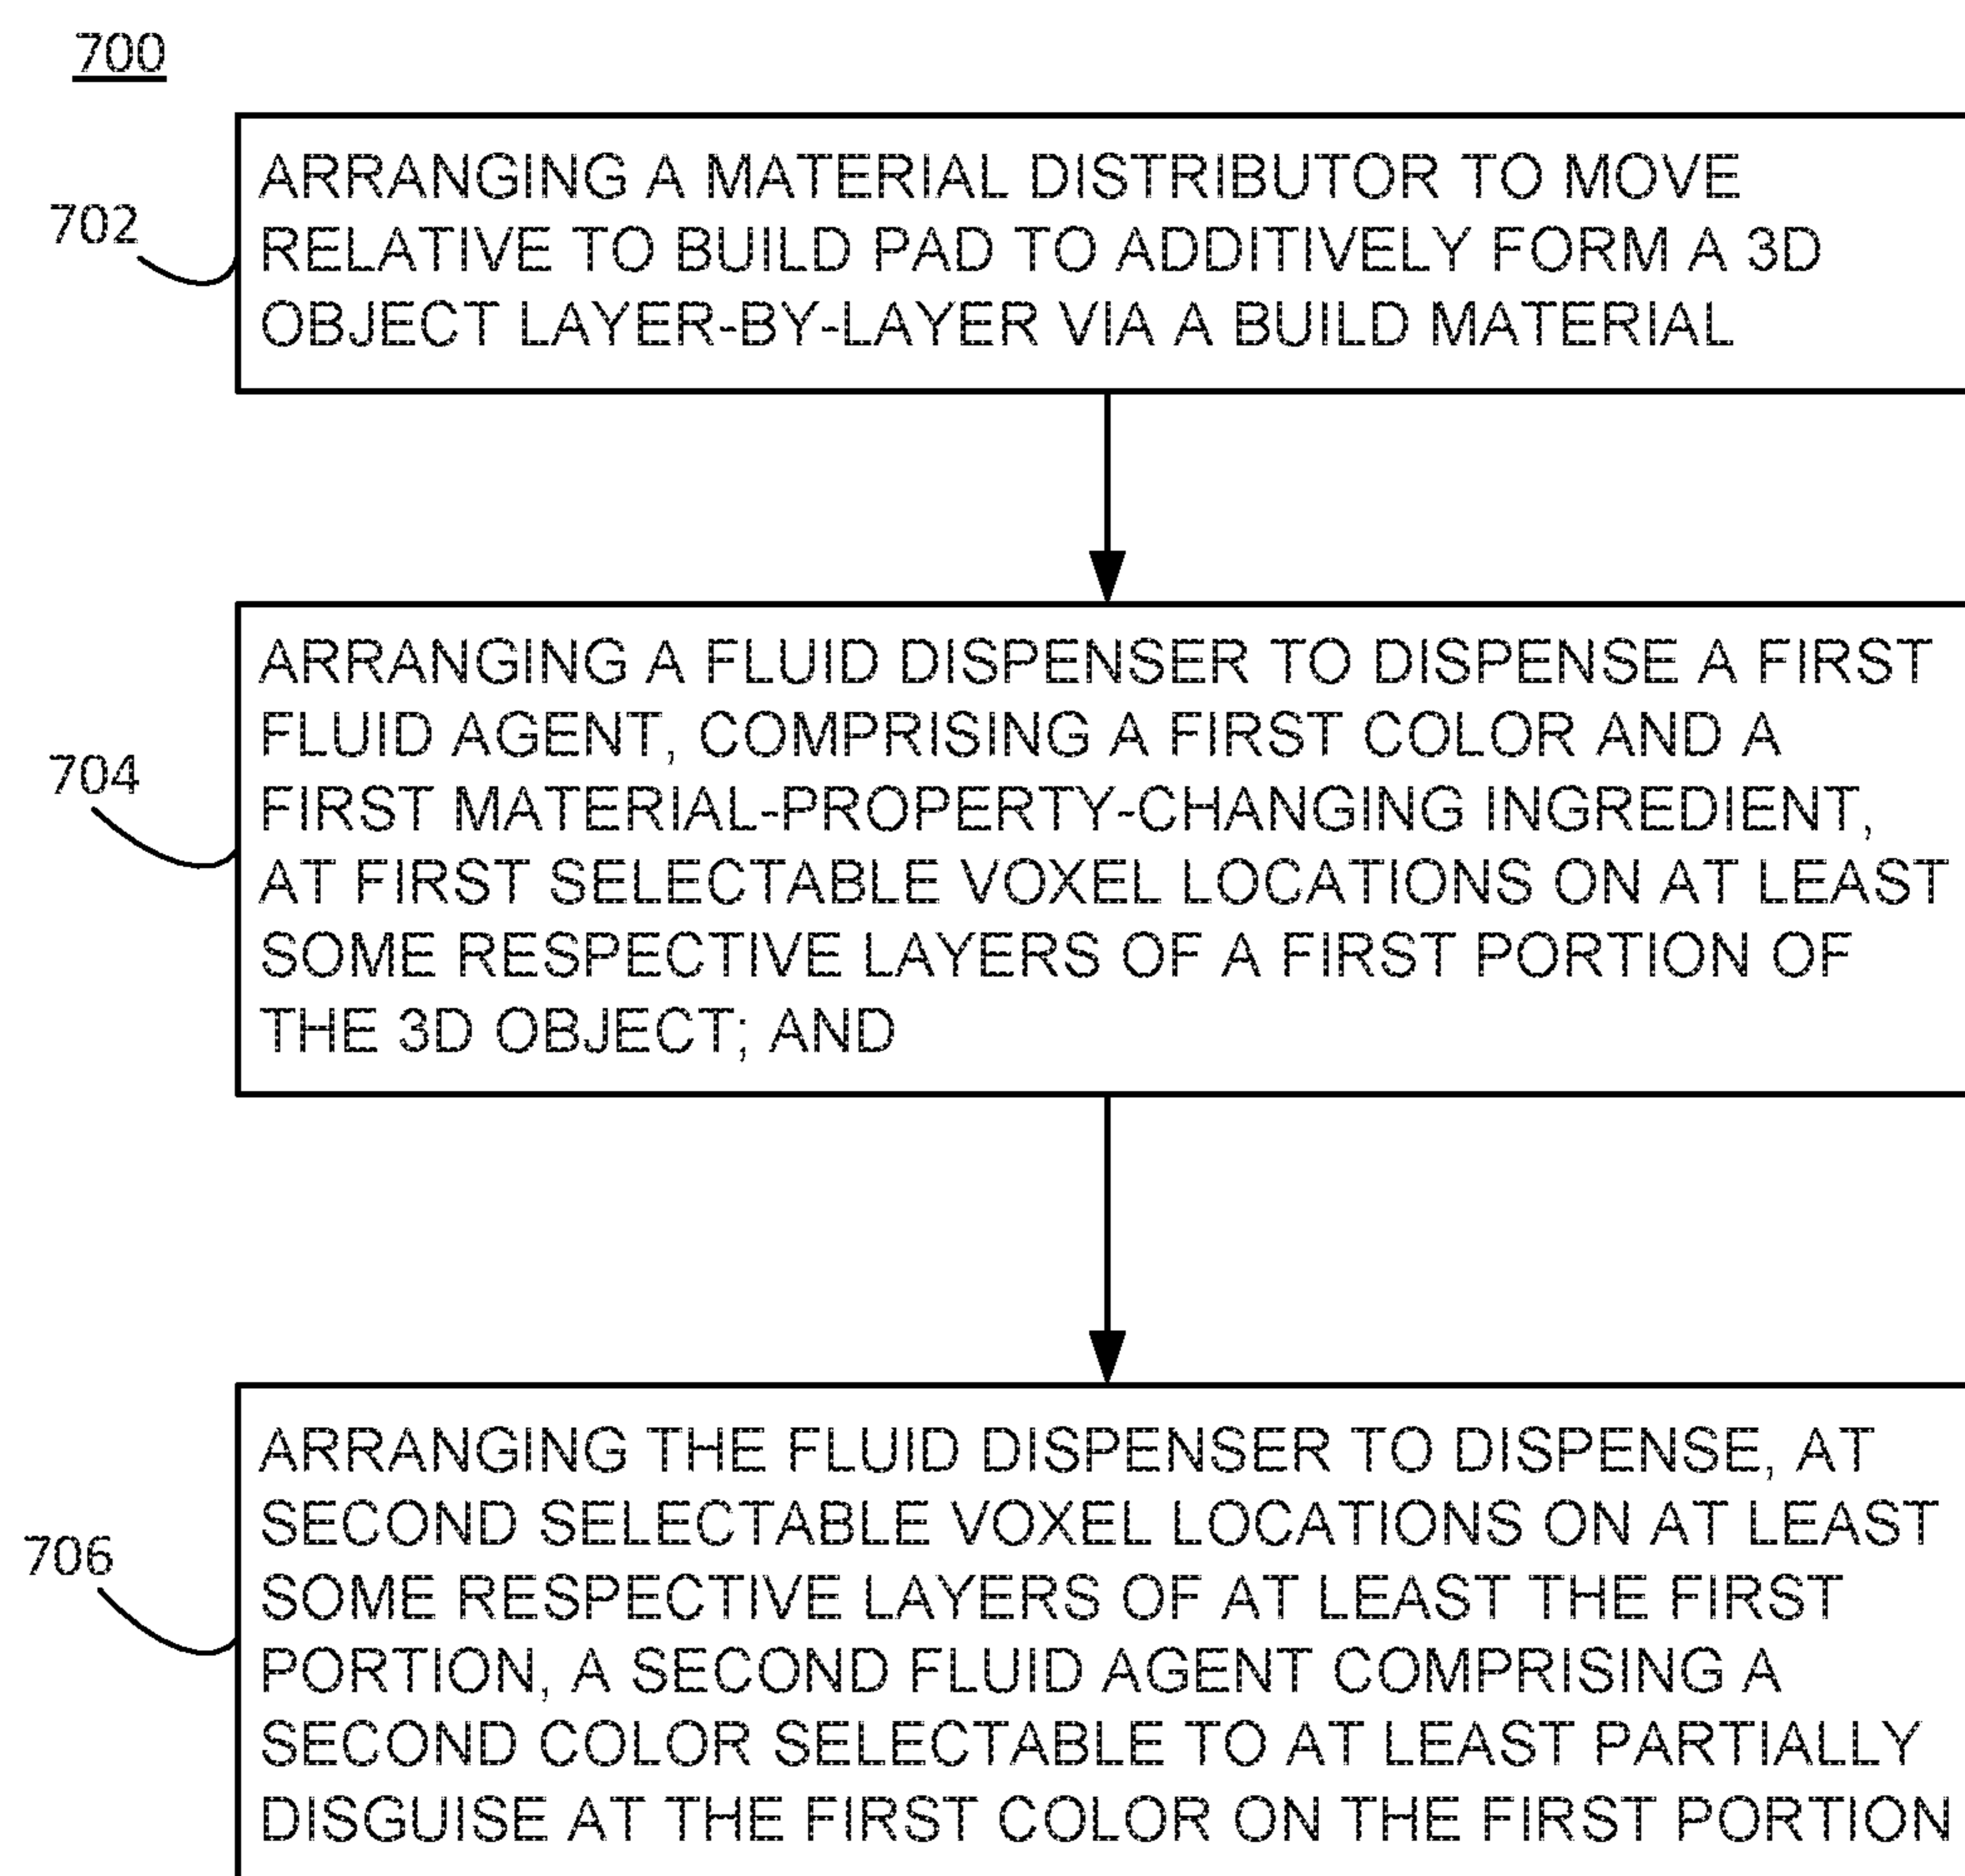 700
702
ARRANGING A MATERIAL DISTRIBUTOR TO MOVE
RELATIVE TO BUILD PAD TO ADDITIVELY FORM A 3D
OBJECT LAYER-BY-LAYER VIA A BUILD MATERIAL
704
ARRANGING A FLUID DISPENSER TO DISPENSE A FIRST
FLUID AGENT, COMPRISING A FIRST COLOR AND A
FIRST MATERIAL-PROPERTY-CHANGING INGREDIENT,
AT FIRST SELECTABLE VOXEL LOCATIONS ON AT LEAST
SOME RESPECTIVE LAYERS OF A FIRST PORTION OF
THE 3D OBJECT; AND
706
ARRANGING THE FLUID DISPENSER TO DISPENSE, AT
SECOND SELECTABLE VOXEL LOCATIONS ON AT LEAST
SOME RESPECTIVE LAYERS OF AT LEAST THE FIRST
PORTION, A SECOND FLUID AGENT COMPRISING A
SECOND COLOR SELECTABLE TO AT LEAST PARTIALLY
DISGUISE AT THE FIRST COLOR ON THE FIRST PORTION